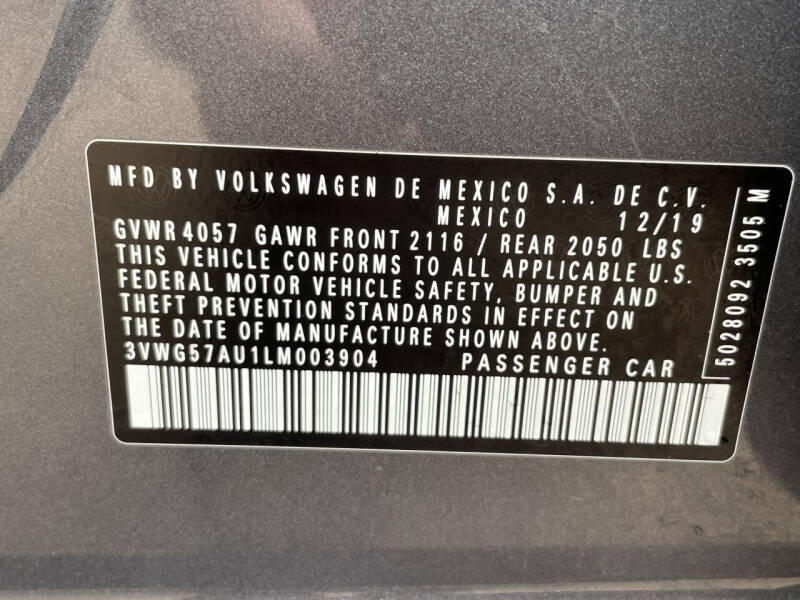 MFD BY VOLKSWAGEN DE MEXICO S.A. DE C.V.
MEXICO 12/19
GVWR 4057 GAWR FRONT 2116 / REAR 2050 LBS
THIS VEHICLE CONFORMS TO ALL APPLICABLE U.S.
FEDERAL MOTOR VEHICLE SAFETY, BUMPER AND
THEFT PREVENTION STANDARDS IN EFFECT ON
THE DATE OF MANUFACTURE SHOWN ABOVE.
3VWG57AU1LM003904 PASSENGER CAR
5028092 3505 M